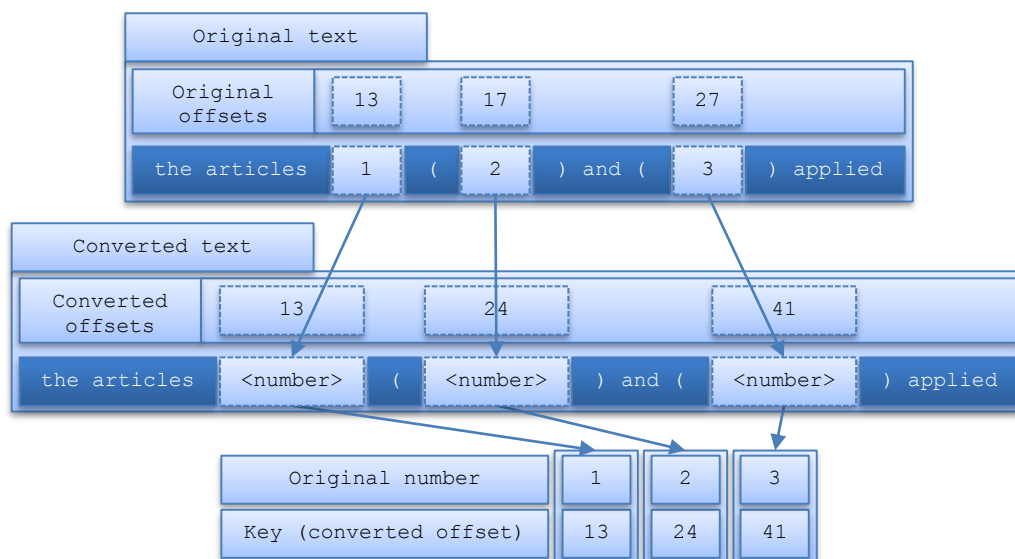 Original text
Original offsets 13 17 27
the articles 1 ( 2 ) and ( 3 ) applied
Converted text
Converted offsets 13 24 41
the articles <number> ( <number> ) and ( <number> ) applied
Original number 1 2 3
Key (converted offset) 13 24 41